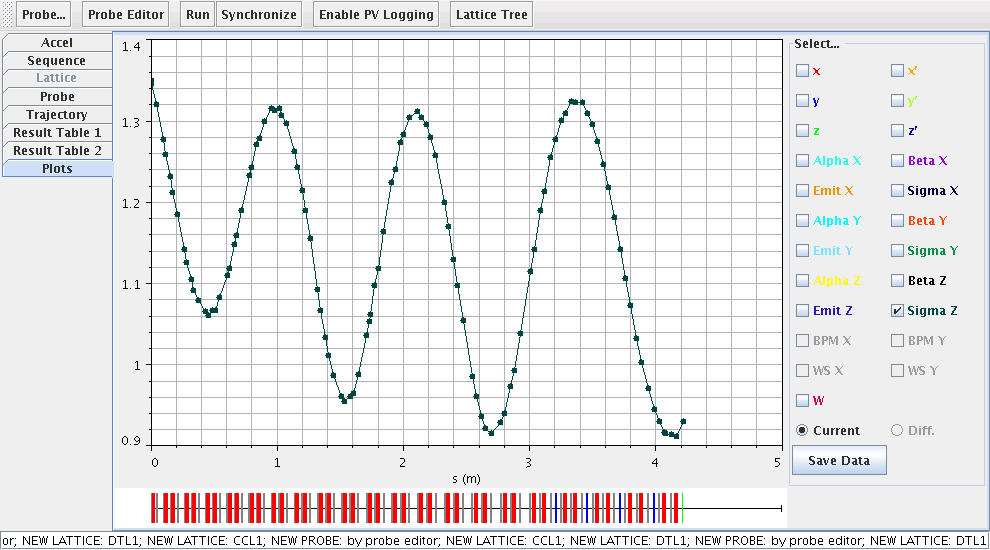 Probe... Probe Editor Run Synchronize Enable PV Logging Lattice Tree
Accel
Sequence
Lattice
Probe
Trajectory
Result Table 1
Result Table 2
Plots
1.4
1.3
1.2
1.1
1
0.9
0 1 2 3 4 5
s (m)
Select...
x x'
y y'
z z'
Alpha X Beta X
Emit X Sigma X
Alpha Y Beta Y
Emit Y Sigma Y
Alpha Z Beta Z
Emit Z Sigma Z
BPM X BPM Y
WS X WS Y
W
Current Diff.
Save Data
or; NEW LATTICE: DTL1; NEW LATTICE: CCL1; NEW PROBE: by probe editor; NEW LATTICE: CCL1; NEW LATTICE: DTL1; NEW PROBE: by probe editor; NEW LATTICE: DTL1